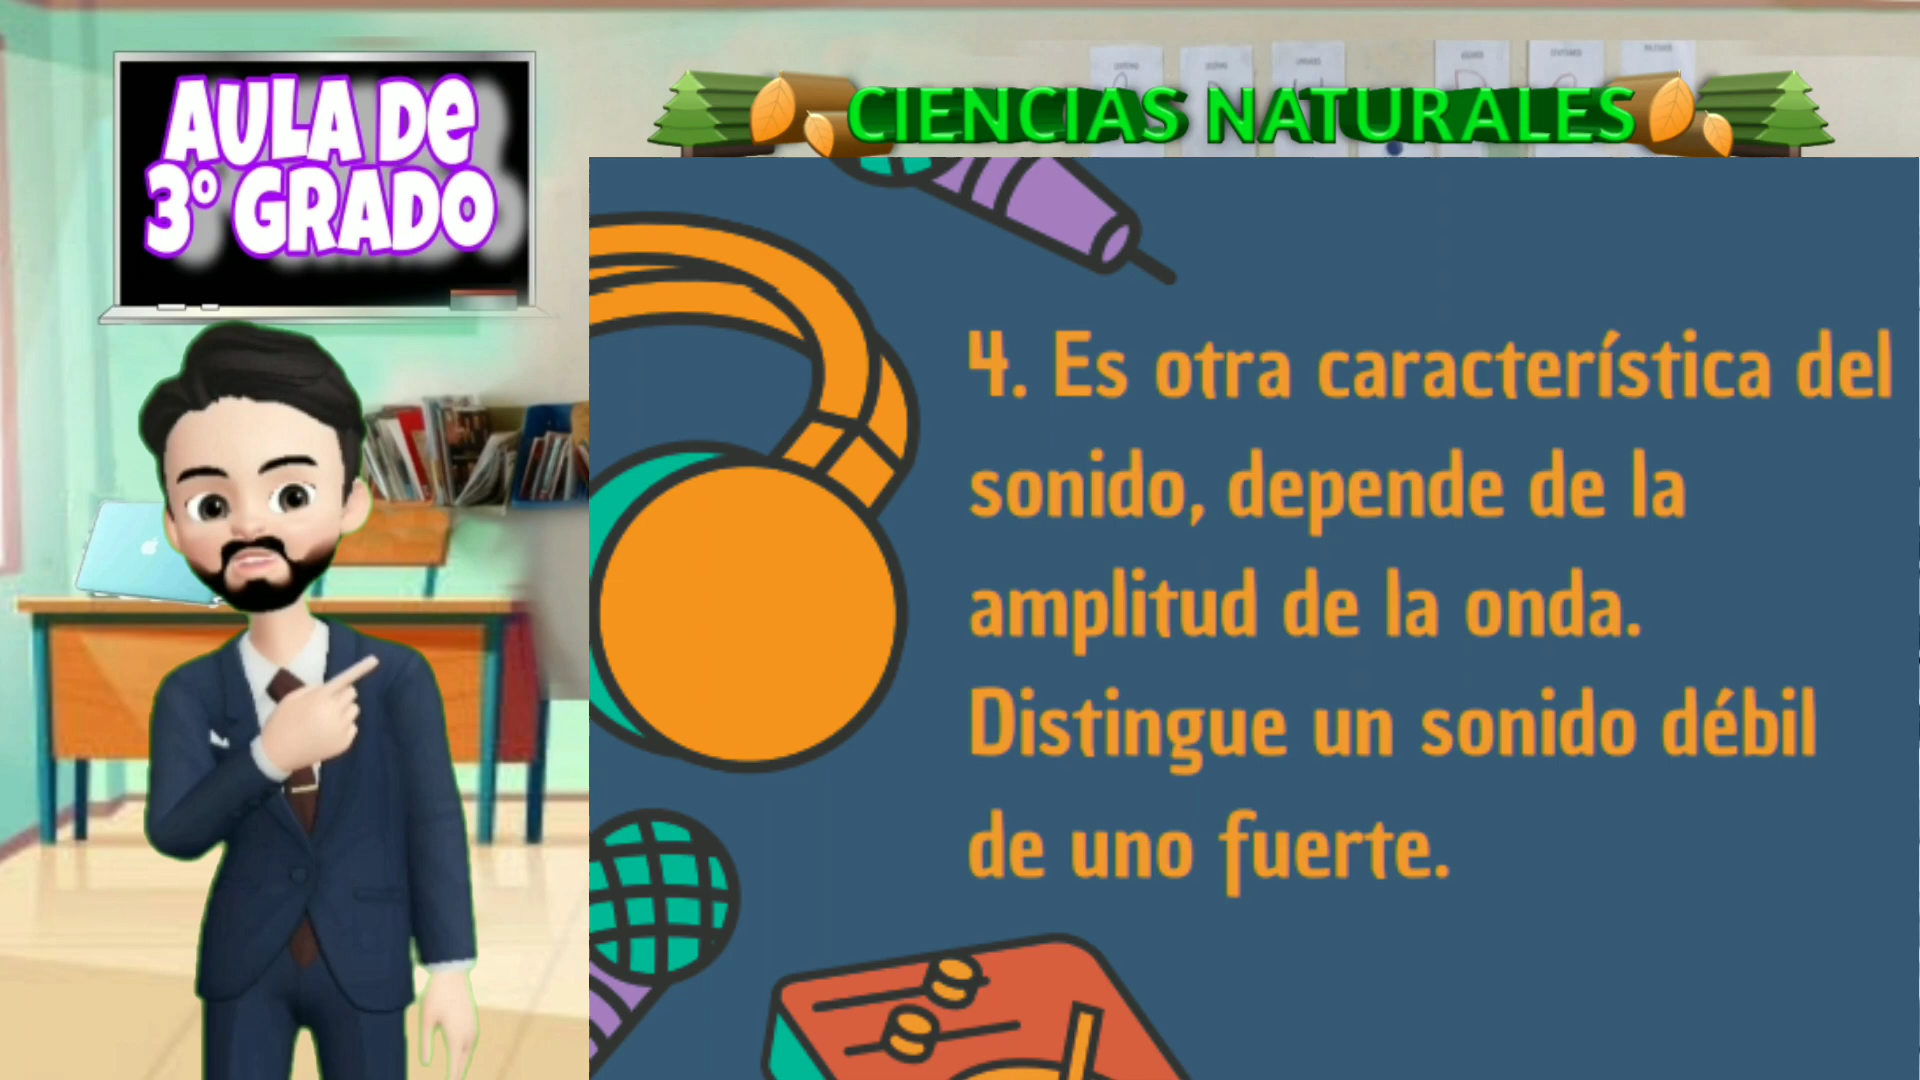 AULA De
3º GRADO
CIENCIAS NATURALES
4. Es otra característica del
sonido, depende de la
amplitud de la onda.
Distingue un sonido débil
de uno fuerte.